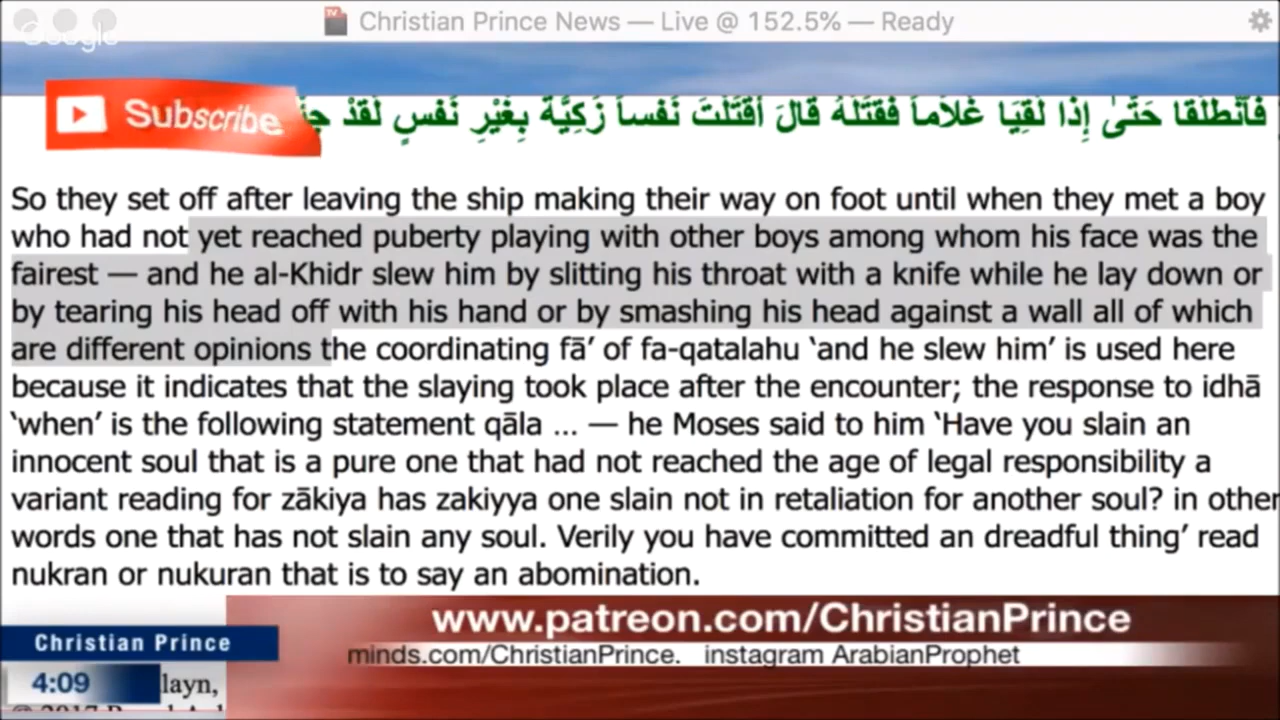 Christian Prince News — Live @ 152.5% — Ready
Google
Subscribe
فَٱنْطَلَقَا حَتَّىٰ إِذَا لَقِيَا غُلاَماً فَقَتَلَهُ قَالَ أَقَتَلْتَ نَفْساً زَكِيَّةً بِغَيْرِ نَفْسٍ لَّقَدْ
So they set off after leaving the ship making their way on foot until when they met a boy
who had not yet reached puberty playing with other boys among whom his face was the
fairest — and he al-Khidr slew him by slitting his throat with a knife while he lay down or
by tearing his head off with his hand or by smashing his head against a wall all of which
are different opinions the coordinating fā’ of fa-qatalahu ‘and he slew him’ is used here
because it indicates that the slaying took place after the encounter; the response to idhā
‘when’ is the following statement qāla ... — he Moses said to him ‘Have you slain an
innocent soul that is a pure one that had not reached the age of legal responsibility a
variant reading for zākiya has zakiyya one slain not in retaliation for another soul? in other
words one that has not slain any soul. Verily you have committed an dreadful thing’ read
nukran or nukuran that is to say an abomination.
www.patreon.com/ChristianPrince
Christian Prince
minds.com/ChristianPrince. instagram ArabianProphet
4:09
layn,